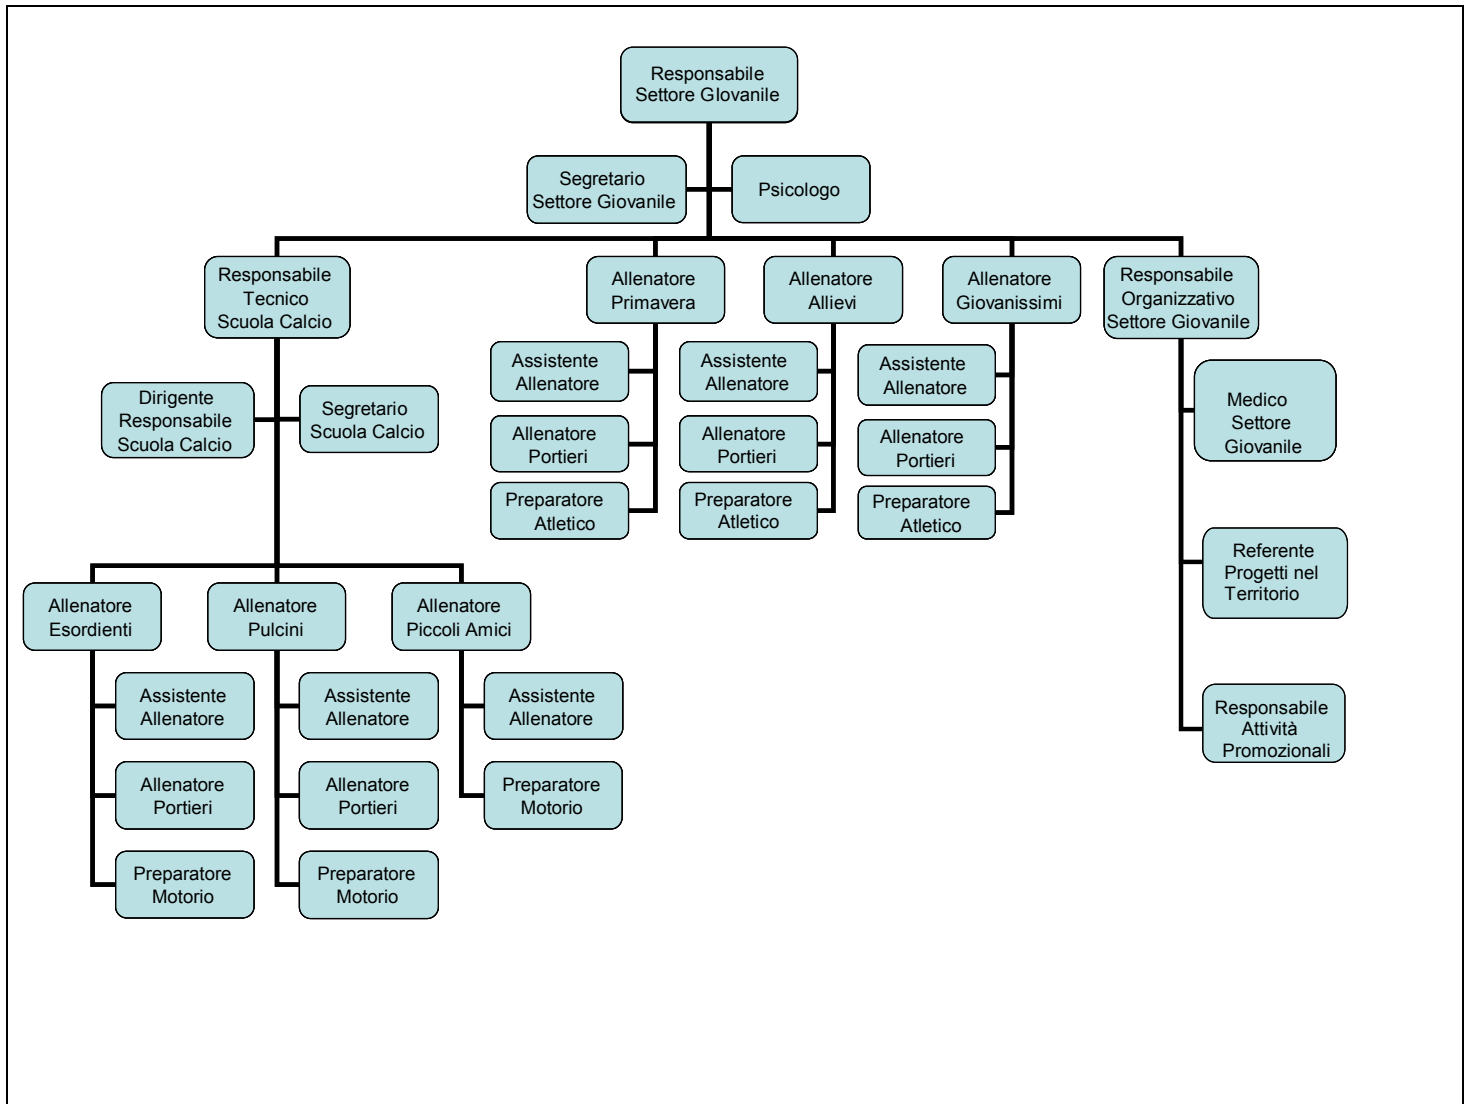 Responsabile
Settore GIovanile
Segretario
Settore Giovanile
Psicologo
Responsabile
Tecnico
Scuola Calcio
Allenatore
Primavera
Allenatore
Allievi
Allenatore
Giovanissimi
Responsabile
Organizzativo
Settore Giovanile
Dirigente
Responsabile
Scuola Calcio
Segretario
Scuola Calcio
Assistente
Allenatore
Allenatore
Portieri
Preparatore
Atletico
Assistente
Allenatore
Allenatore
Portieri
Preparatore
Atletico
Assistente
Allenatore
Allenatore
Portieri
Preparatore
Atletico
Medico
Settore
Giovanile
Referente
Progetti nel
Territorio
Responsabile
Attività
Promozionali
Allenatore
Esordienti
Assistente
Allenatore
Allenatore
Portieri
Preparatore
Motorio
Allenatore
Pulcini
Assistente
Allenatore
Allenatore
Portieri
Preparatore
Motorio
Allenatore
Piccoli Amici
Assistente
Allenatore
Preparatore
Motorio